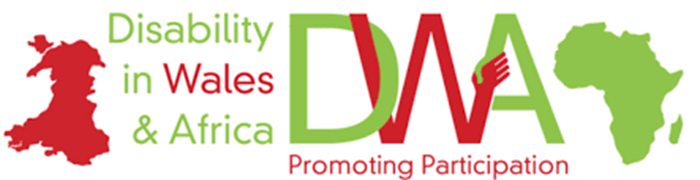 Disability
in Wales
& Africa
DWA
Promoting Participation